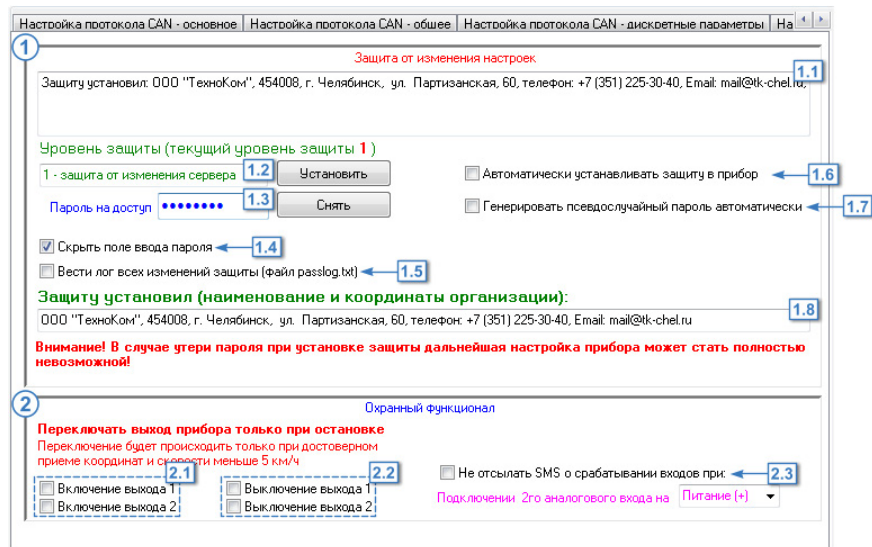 Настройка протокола CAN - основное Настройка протокола CAN - общее Настройка протокола CAN - дискретные параметры На
1
Защита от изменения настроек
1.1
Защиту установил: ООО "ТехноКом", 454008, г. Челябинск, ул. Партизанская, 60, телефон: +7 (351) 225-30-40, Email: mail@tk-chel.ru,
Уровень защиты (текущий уровень защиты 1 )
1 - защита от изменения сервера 1.2 Установить Автоматически устанавливать защиту в прибор 1.6
Пароль на доступ ●●●●●●●● 1.3 Снять Генерировать псевдослучайный пароль автоматически 1.7
Скрыть поле ввода пароля 1.4
Вести лог всех изменений защиты (файл passlog.txt) 1.5
Защиту установил (наименование и координаты организации):
1.8
ООО "ТехноКом", 454008, г. Челябинск, ул. Партизанская, 60, телефон: +7 (351) 225-30-40, Email: mail@tk-chel.ru
Внимание! В случае утери пароля при установке защиты дальнейшая настройка прибора может стать полностью
невозможной!
2
Охранный функционал
Переключать выход прибора только при остановке
Переключение будет происходить только при достоверном
приеме координат и скорости меньше 5 км/ч
2.1 2.2
Не отсылать SMS о срабатывании входов при: 2.3
Включение выхода 1 Выключение выхода 1
Подключении 2го аналогового входа на Питание (+)
Включение выхода 2 Выключение выхода 2